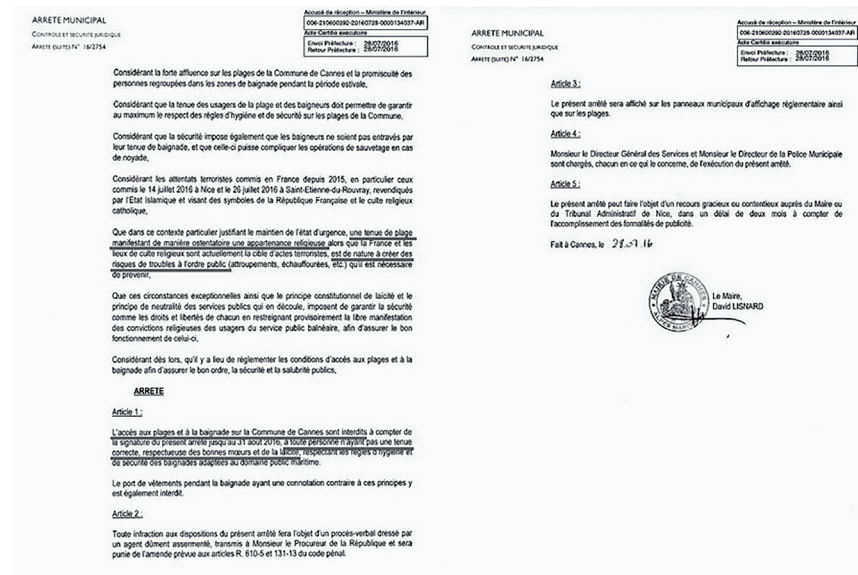 ARRETE MUNICIPAL
CONTROLE ET SECURITE JURIDIQUE
ARRETE (SUITE) N° 16/2754
Accusé de réception – Ministère de l'intérieur
006-210600292-20160728-0000134037-AR
Acte Certifié exécutoire
Envoi Préfecture : 28/07/2016
Retour Préfecture : 28/07/2016
Considérant la forte affluence sur les plages de la Commune de Cannes et la promiscuité des
personnes regroupées dans les zones de baignade pendant la période estivale,
Considérant que la tenue des usagers de la plage et des baigneurs doit permettre de garantir
au maximum le respect des règles d'hygiène et de sécurité sur les plages de la Commune,
Considérant que la sécurité impose également que les baigneurs ne soient pas entravés par
leur tenue de baignade, et que celle-ci puisse compliquer les opérations de sauvetage en cas
de noyade,
Considérant les attentats terroristes commis en France depuis 2015, en particulier ceux
commis le 14 juillet 2016 à Nice et le 26 juillet 2016 à Saint-Etienne-du-Rouvray, revendiqués
par l'Etat Islamique et visant des symboles de la République Française et le culte religieux
catholique,
Que dans ce contexte particulier justifiant le maintien de l'état d'urgence, une tenue de plage
manifestant de manière ostentatoire une appartenance religieuse alors que la France et les
lieux de culte religieux sont actuellement la cible d'actes terroristes, est de nature à créer des
risques de troubles à l'ordre public (attroupements, échauffourées, etc.) qu'il est nécessaire
de prévenir,
Que ces circonstances exceptionnelles ainsi que le principe constitutionnel de laïcité et le
principe de neutralité des services publics qui en découle, imposent de garantir la sécurité
comme les droits et libertés de chacun en restreignant provisoirement la libre manifestation
des convictions religieuses des usagers du service public balnéaire, afin d'assurer le bon
fonctionnement de celui-ci,
Considérant dès lors, qu'il y a lieu de règlementer les conditions d'accès aux plages et à la
baignade afin d'assurer le bon ordre, la sécurité et la salubrité publics,
ARRETE
Article 1 :
L'accès aux plages et à la baignade sur la Commune de Cannes sont interdits à compter de
la signature du présent arrêté jusqu'au 31 août 2016, à toute personne n'ayant pas une tenue
correcte, respectueuse des bonnes mœurs et de la laïcité, respectant les règles d'hygiène et
de sécurité des baignades adaptées au domaine public maritime.
Le port de vêtements pendant la baignade ayant une connotation contraire à ces principes y
est également interdit.
Article 2 :
Toute infraction aux dispositions du présent arrêté fera l'objet d'un procès-verbal dressé par
un agent dûment assermenté, transmis à Monsieur le Procureur de la République et sera
punie de l'amende prévue aux articles R. 610-5 et 131-13 du code pénal.
ARRETE MUNICIPAL
CONTROLE ET SECURITE JURIDIQUE
ARRETE (SUITE) N° 16/2754
Accusé de réception – Ministère de l'intérieur
006-210600292-20160728-0000134037-AR
Acte Certifié exécutoire
Envoi Préfecture : 28/07/2016
Retour Préfecture : 28/07/2016
Article 3 :
Le présent arrêté sera affiché sur les panneaux municipaux d'affichage règlementaire ainsi
que sur les plages.
Article 4 :
Monsieur le Directeur Général des Services et Monsieur le Directeur de la Police Municipale
sont chargés, chacun en ce qui le concerne, de l'exécution du présent arrêté.
Article 5 :
Le présent arrêté peut faire l'objet d'un recours gracieux ou contentieux auprès du Maire ou
du Tribunal Administratif de Nice, dans un délai de deux mois à compter de
l'accomplissement des formalités de publicité.
Fait à Cannes, le 28.07.16
MAIRIE DE CANNES
Le Maire,
David LISNARD